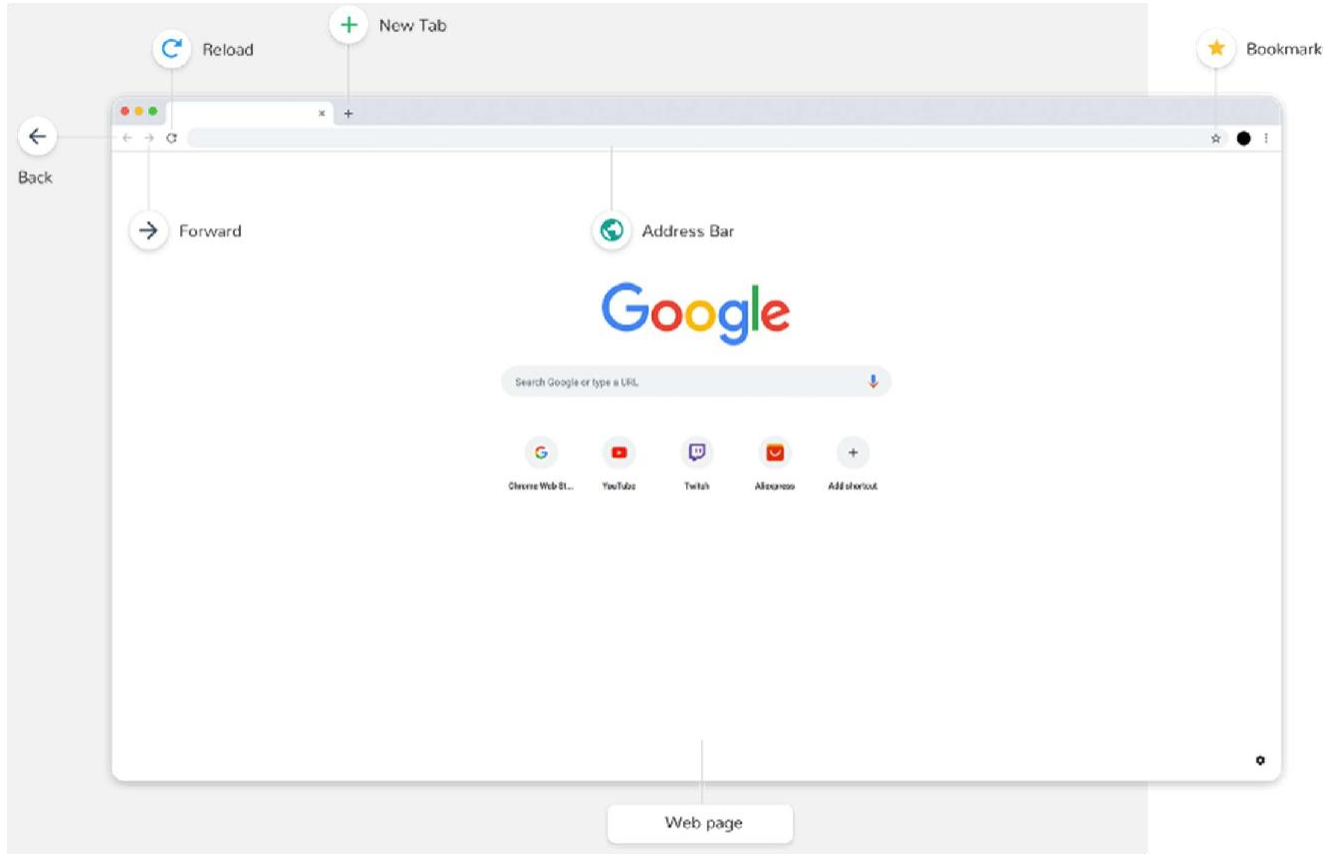 New Tab
Reload
Bookmark
Back
Forward
Address Bar
Google
Search Google or type a URL
Chrome Web St...
YouTube
Twitch
Aliexpress
Add shortcut
Web page